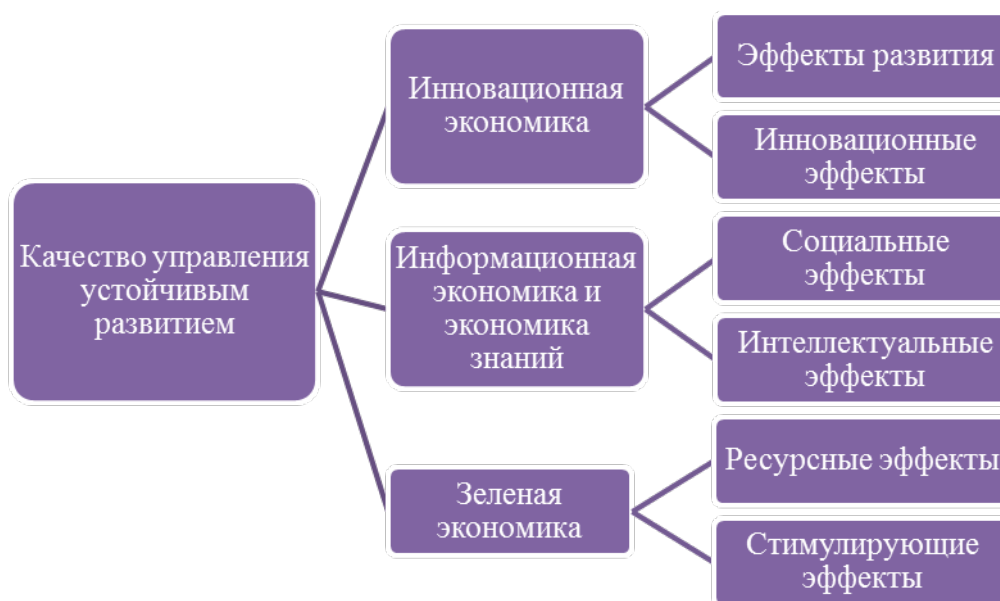 Качество управления
устойчивым
развитием
Инновационная
экономика
Информационная
экономика и
экономика
знаний
Зеленая
экономика
Эффекты развития
Инновационные
эффекты
Социальные
эффекты
Интеллектуальные
эффекты
Ресурсные эффекты
Стимулирующие
эффекты